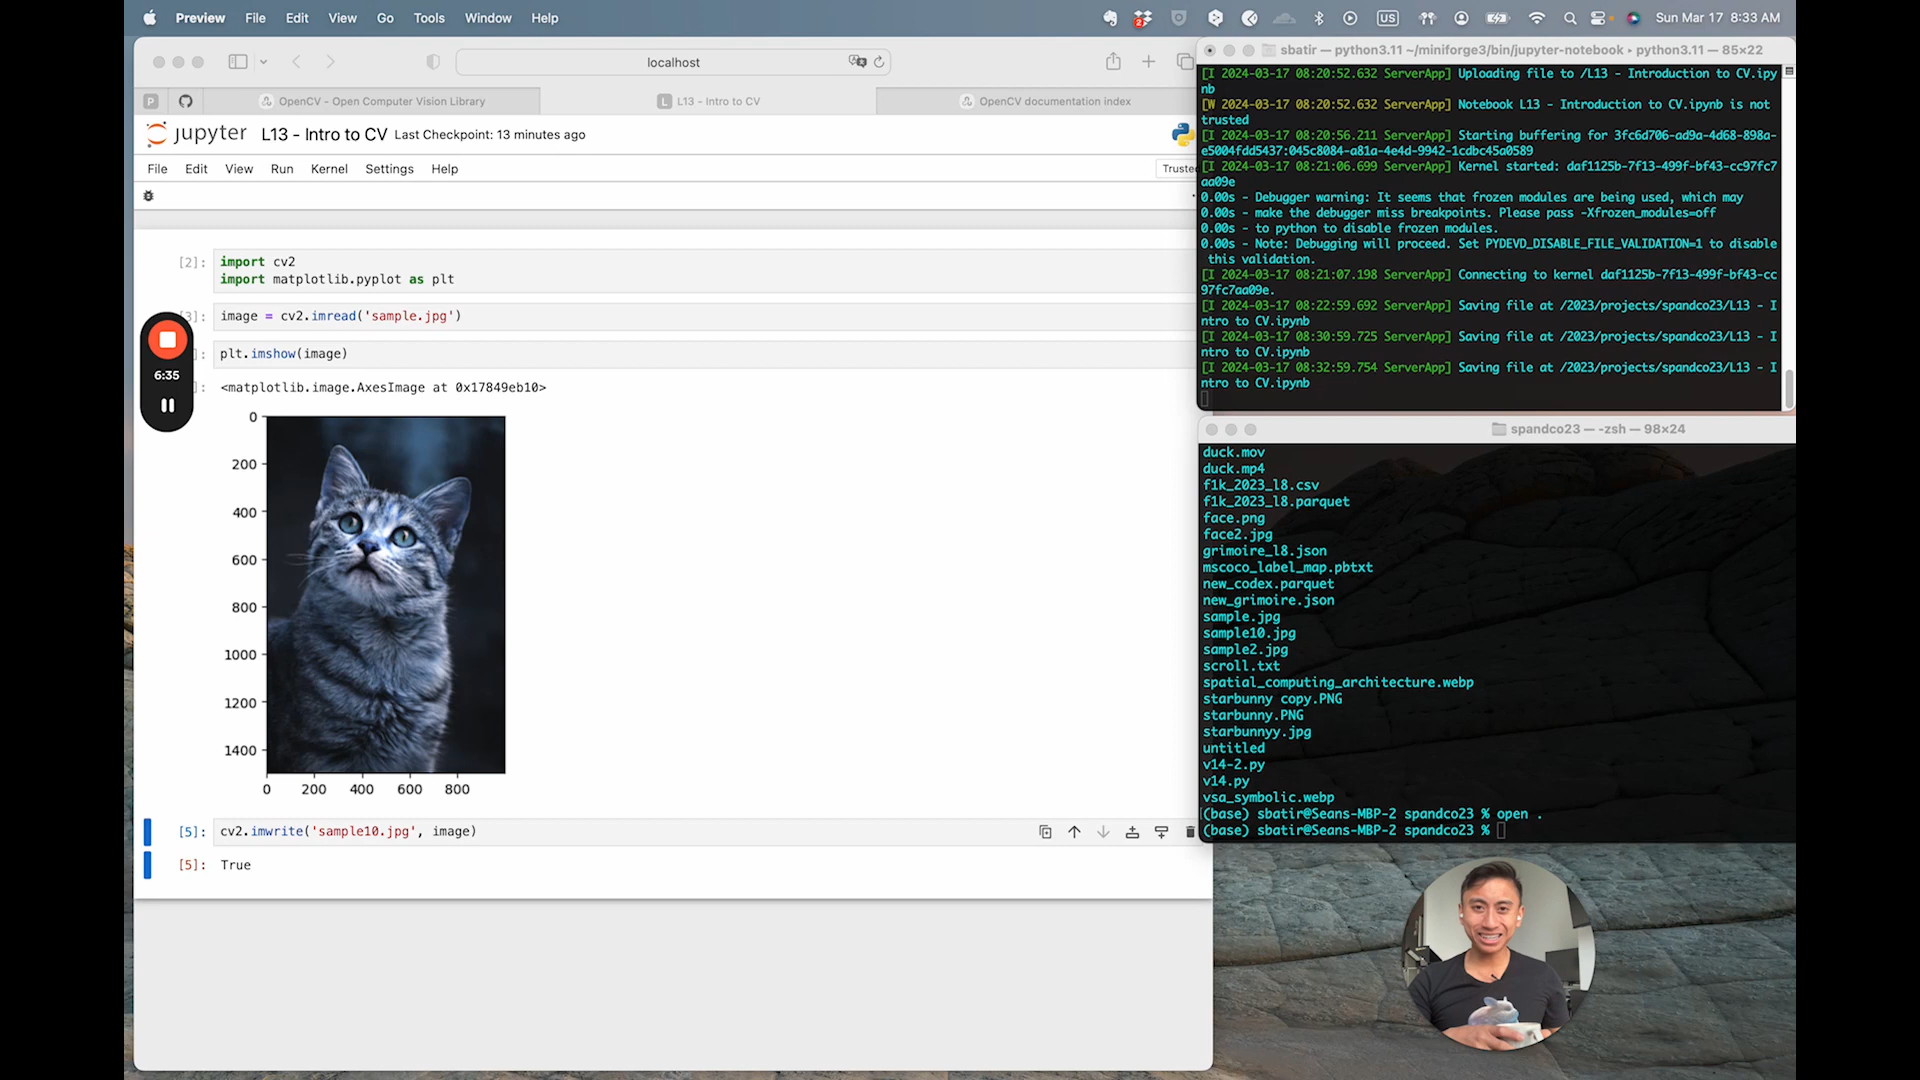 Preview File Edit View Go Tools Window Help
2 US Sun Mar 17 8:33 AM
localhost
P OpenCV - Open Computer Vision Library L L13 - Intro to CV OpenCV documentation index
jupyter L13 - Intro to CV Last Checkpoint: 13 minutes ago
File Edit View Run Kernel Settings Help Truste
[2]: import cv2
import matplotlib.pyplot as plt
[3]: image = cv2.imread('sample.jpg')
]: plt.imshow(image)
]: <matplotlib.image.AxesImage at 0x17849eb10>
6:35
0
200
400
600
800
1000
1200
1400
0 200 400 600 800
[5]: cv2.imwrite('sample10.jpg', image)
[5]: True
sbatir — python3.11 ~/miniforge3/bin/jupyter-notebook ▸ python3.11 — 85×22
[I 2024-03-17 08:20:52.632 ServerApp] Uploading file to /L13 - Introduction to CV.ipy
nb
[W 2024-03-17 08:20:52.632 ServerApp] Notebook L13 - Introduction to CV.ipynb is not
trusted
[I 2024-03-17 08:20:56.211 ServerApp] Starting buffering for 3fc6d706-ad9a-4d68-898a-
e5004fdd5437:045c8084-a81a-4e4d-9942-1cdbc45a0589
[I 2024-03-17 08:21:06.699 ServerApp] Kernel started: daf1125b-7f13-499f-bf43-cc97fc7
aa09e
0.00s - Debugger warning: It seems that frozen modules are being used, which may
0.00s - make the debugger miss breakpoints. Please pass -Xfrozen_modules=off
0.00s - to python to disable frozen modules.
0.00s - Note: Debugging will proceed. Set PYDEVD_DISABLE_FILE_VALIDATION=1 to disable
this validation.
[I 2024-03-17 08:21:07.198 ServerApp] Connecting to kernel daf1125b-7f13-499f-bf43-cc
97fc7aa09e.
[I 2024-03-17 08:22:59.692 ServerApp] Saving file at /2023/projects/spandco23/L13 - I
ntro to CV.ipynb
[I 2024-03-17 08:30:59.725 ServerApp] Saving file at /2023/projects/spandco23/L13 - I
ntro to CV.ipynb
[I 2024-03-17 08:32:59.754 ServerApp] Saving file at /2023/projects/spandco23/L13 - I
ntro to CV.ipynb
spandco23 — -zsh — 98×24
duck.mov
duck.mp4
f1k_2023_l8.csv
f1k_2023_l8.parquet
face.png
face2.jpg
grimoire_l8.json
mscoco_label_map.pbtxt
new_codex.parquet
new_grimoire.json
sample.jpg
sample10.jpg
sample2.jpg
scroll.txt
spatial_computing_architecture.webp
starbunny copy.PNG
starbunny.PNG
starbunnyy.jpg
untitled
v14-2.py
v14.py
vsa_symbolic.webp
(base) sbatir@Seans-MBP-2 spandco23 % open .
(base) sbatir@Seans-MBP-2 spandco23 %